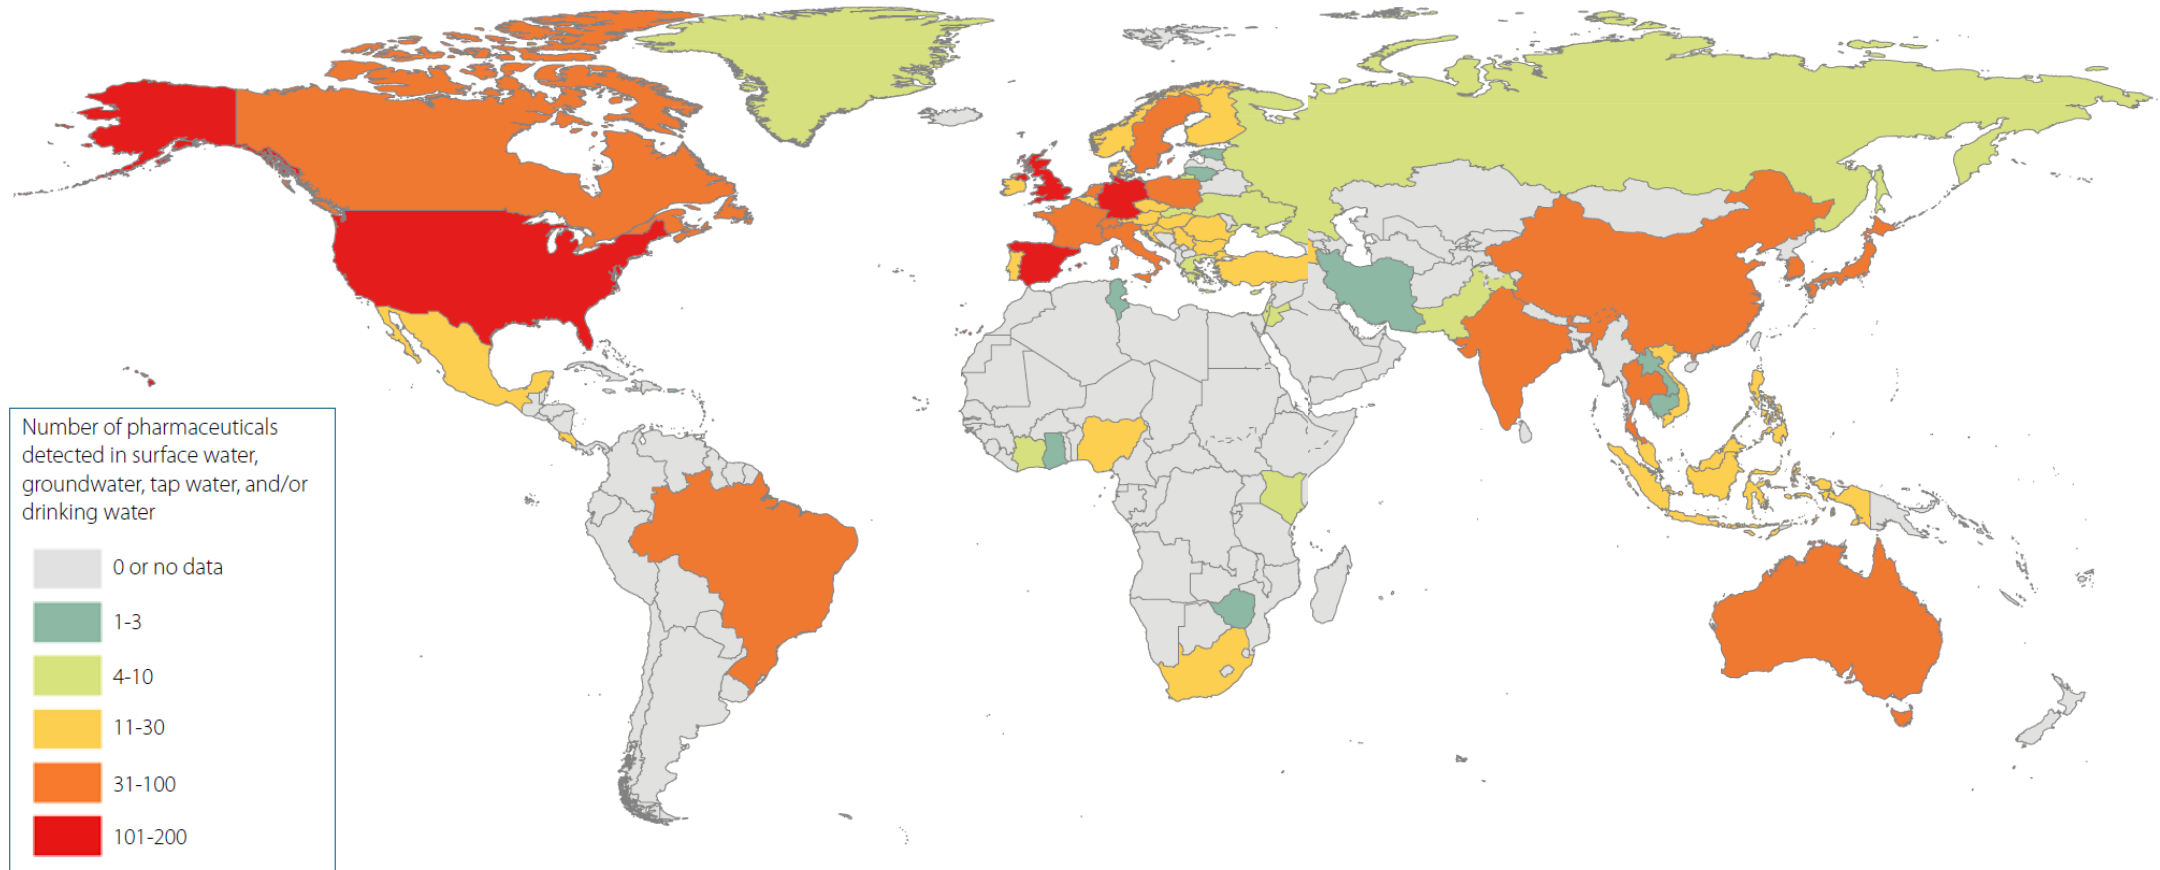 Number of pharmaceuticals
detected in surface water,
groundwater, tap water, and/or
drinking water
0 or no data
1-3
4-10
11-30
31-100
101-200